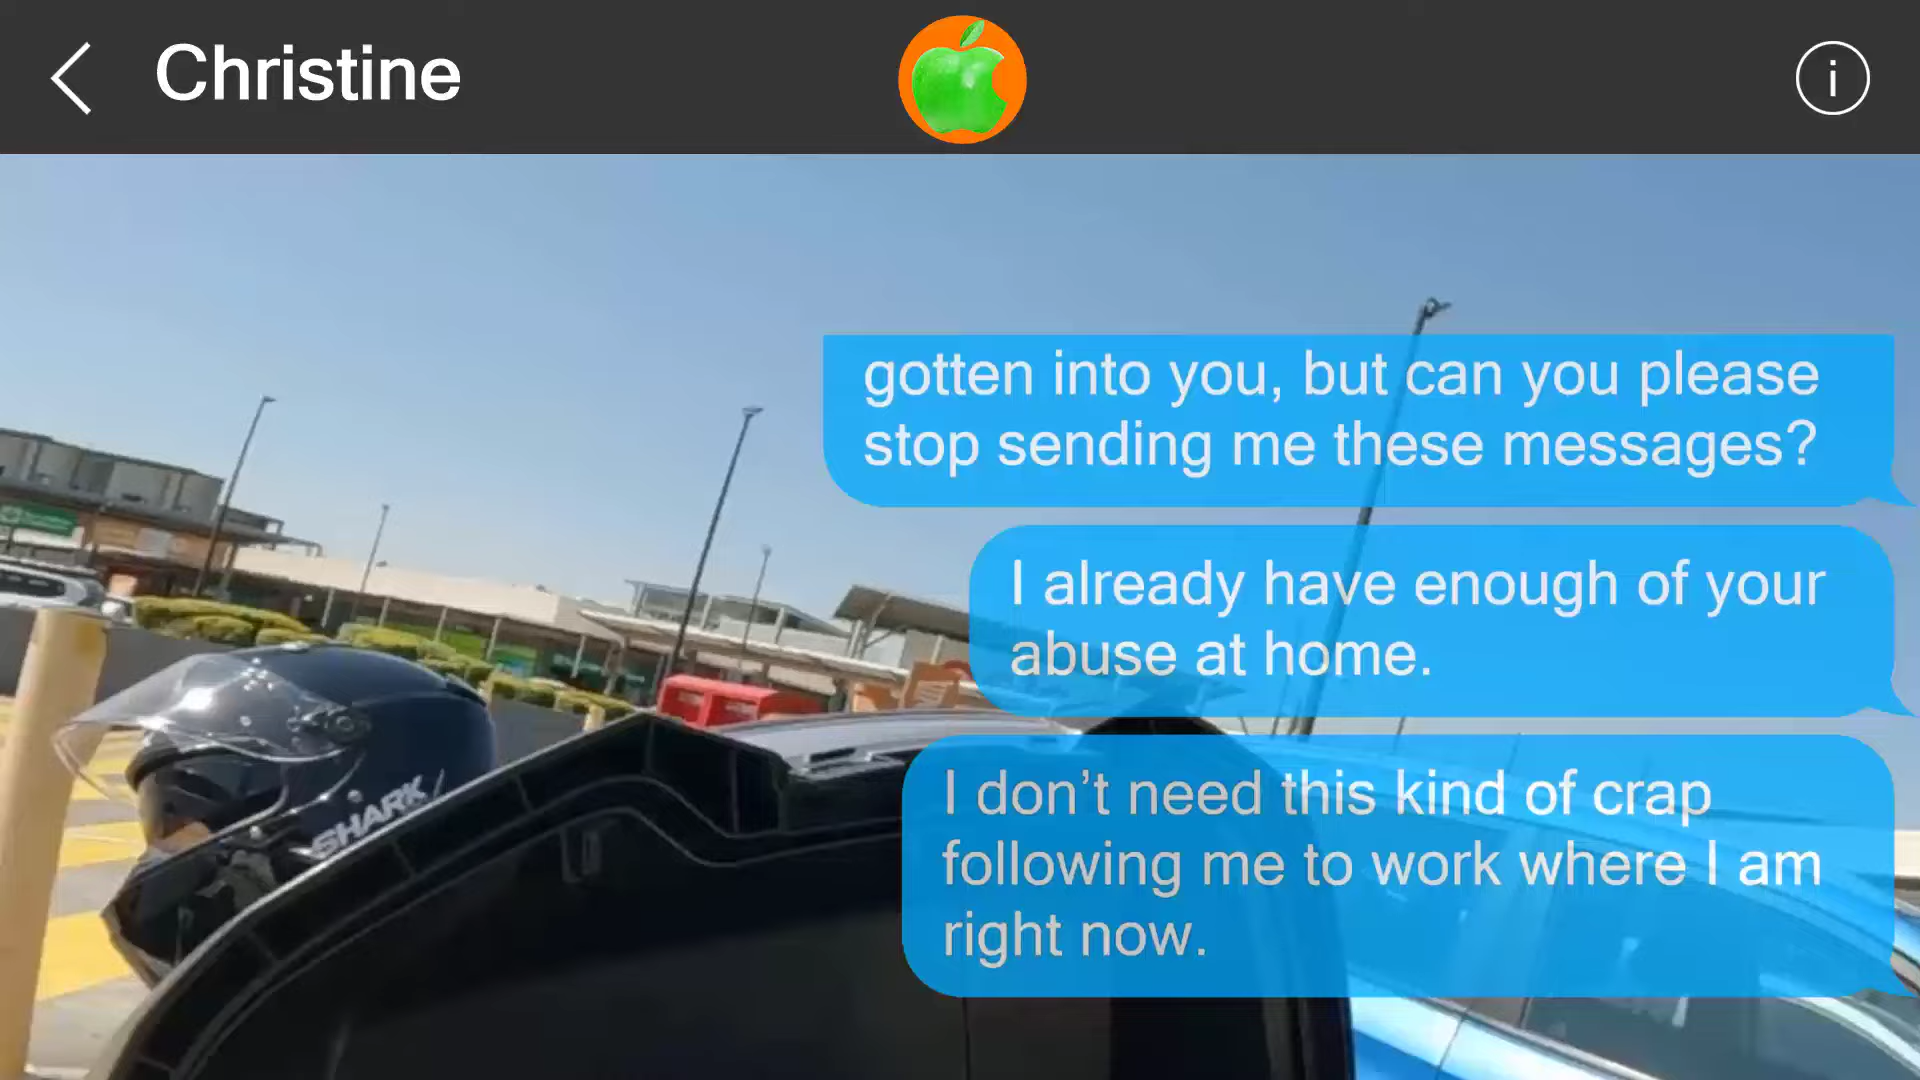 Christine
i
gotten into you, but can you please
stop sending me these messages?
I already have enough of your
abuse at home.
I don’t need this kind of crap
following me to work where I am
right now.
SHARK